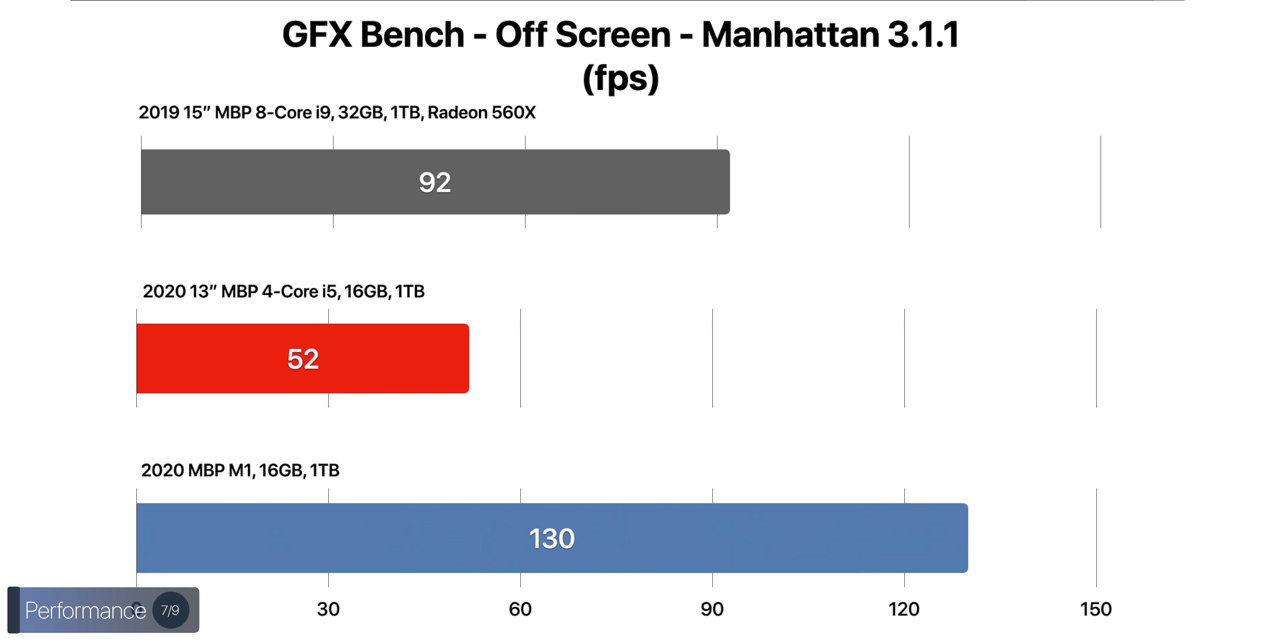 GFX Bench - Off Screen - Manhattan 3.1.1
(fps)
2019 15” MBP 8-Core i9, 32GB, 1TB, Radeon 560X
92
2020 13” MBP 4-Core i5, 16GB, 1TB
52
2020 MBP M1, 16GB, 1TB
130
Performance 7/9
0 30 60 90 120 150